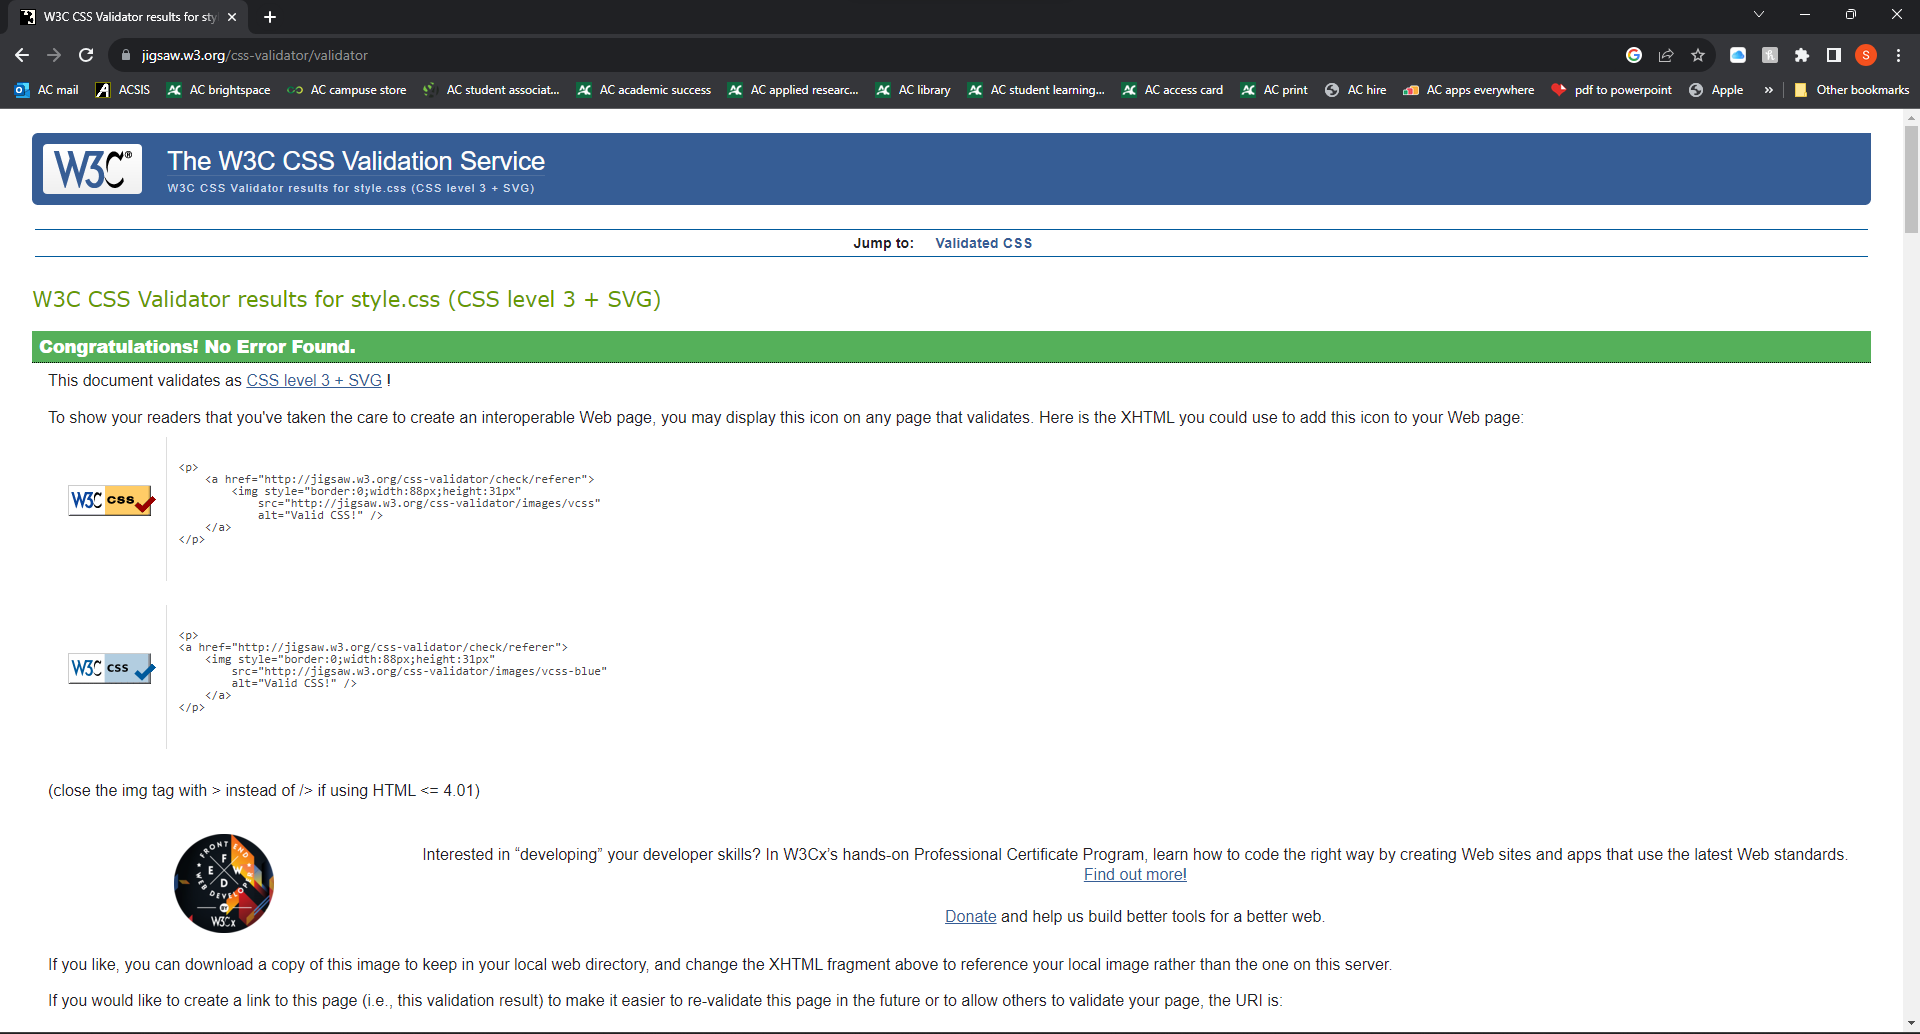 W3C CSS Validator results for sty
jigsaw.w3.org/css-validator/validator
S
AC mail
ACSIS
AC brightspace
AC campuse store
AC student associat...
AC academic success
AC applied researc...
AC library
AC student learning...
AC access card
AC print
AC hire
AC apps everywhere
pdf to powerpoint
Apple
»
Other bookmarks
W3C®
The W3C CSS Validation Service
W3C CSS Validator results for style.css (CSS level 3 + SVG)
Jump to: Validated CSS
W3C CSS Validator results for style.css (CSS level 3 + SVG)
Congratulations! No Error Found.
This document validates as CSS level 3 + SVG !
To show your readers that you've taken the care to create an interoperable Web page, you may display this icon on any page that validates. Here is the XHTML you could use to add this icon to your Web page:
W3C css
<p>
<a href="http://jigsaw.w3.org/css-validator/check/referer">
<img style="border:0;width:88px;height:31px"
src="http://jigsaw.w3.org/css-validator/images/vcss"
alt="Valid CSS!" />
</a>
</p>
W3C css
<p>
<a href="http://jigsaw.w3.org/css-validator/check/referer">
<img style="border:0;width:88px;height:31px"
src="http://jigsaw.w3.org/css-validator/images/vcss-blue"
alt="Valid CSS!" />
</a>
</p>
(close the img tag with > instead of /> if using HTML <= 4.01)
FRONT END
F E W D
WEB DEVELOPER
W3Cx
Interested in “developing” your developer skills? In W3Cx’s hands-on Professional Certificate Program, learn how to code the right way by creating Web sites and apps that use the latest Web standards.
Find out more!
Donate and help us build better tools for a better web.
If you like, you can download a copy of this image to keep in your local web directory, and change the XHTML fragment above to reference your local image rather than the one on this server.
If you would like to create a link to this page (i.e., this validation result) to make it easier to re-validate this page in the future or to allow others to validate your page, the URI is: